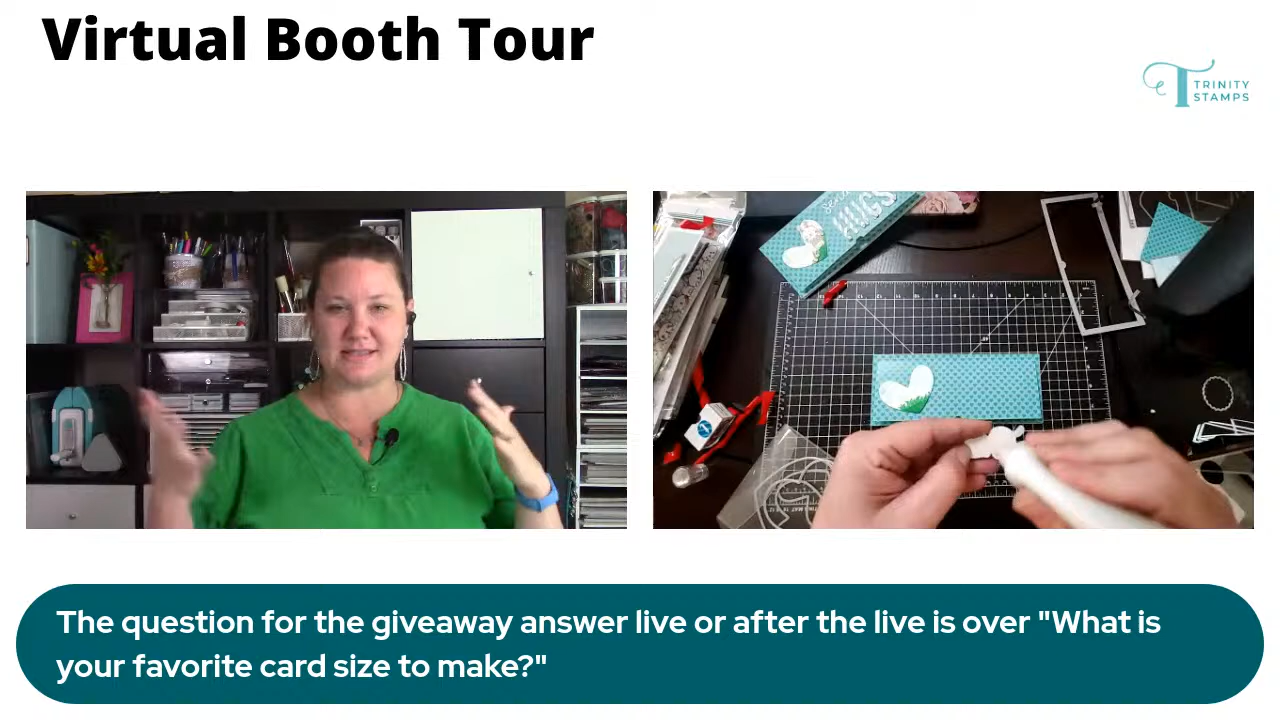 Virtual Booth Tour
TRINITY
STAMPS
HUGS
The question for the giveaway answer live or after the live is over "What is
your favorite card size to make?"